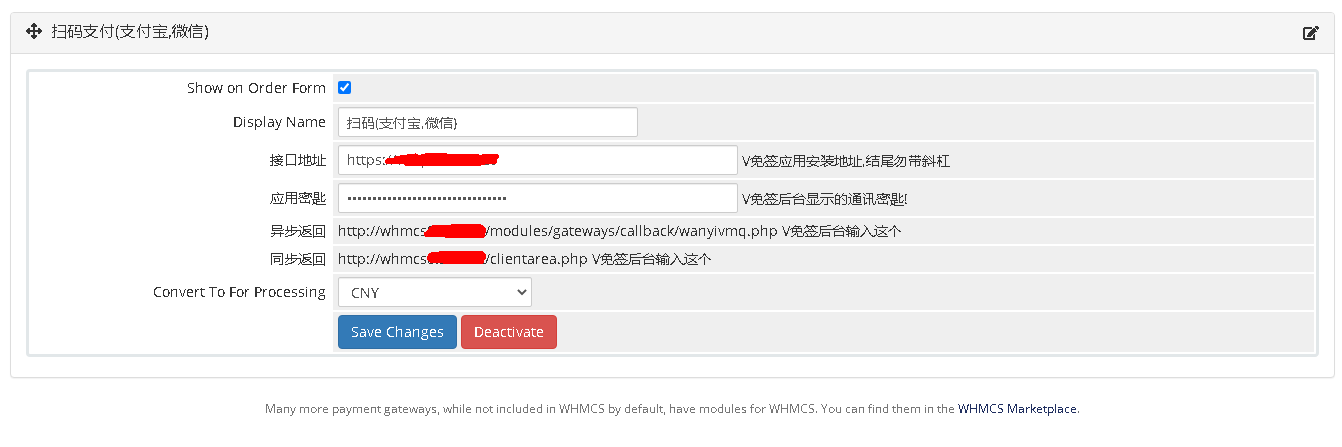 扫码支付(支付宝,微信)
Show on Order Form
Display Name 扫码(支付宝,微信)
接口地址 https: V免签应用安装地址,结尾勿带斜杠
应用密匙 •••••••••••••••••••••••••••••••• V免签后台显示的通讯密匙!
异步返回 http://whmcs /modules/gateways/callback/wanyivmq.php V免签后台输入这个
同步返回 http://whmcs /clientarea.php V免签后台输入这个
Convert To For Processing CNY
Save Changes Deactivate
Many more payment gateways, while not included in WHMCS by default, have modules for WHMCS. You can find them in the WHMCS Marketplace.